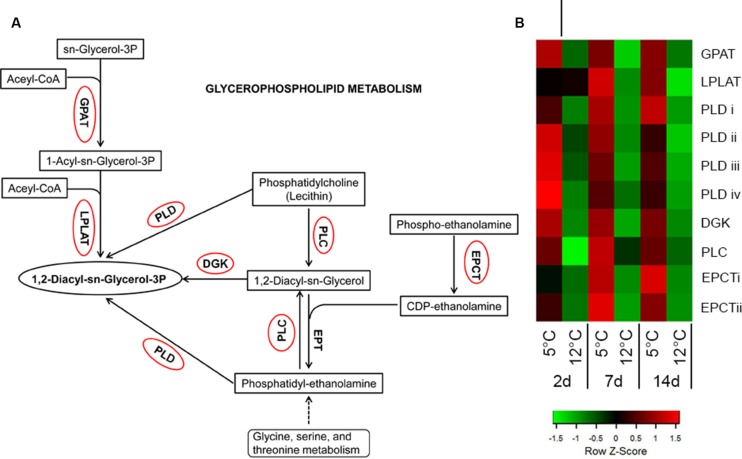 A
sn-Glycerol-3P
Aceyl-CoA
GLYCEROPHOSPHOLIPID METABOLISM
GPAT
1-Acyl-sn-Glycerol-3P
Aceyl-CoA
LPLAT
PLD
Phosphatidylcholine
(Lecithin)
PLC
Phospho-ethanolamine
EPCT
1,2-Diacyl-sn-Glycerol-3P
DGK
1,2-Diacyl-sn-Glycerol
CDP-ethanolamine
PLC
EPT
PLD
Phosphatidyl-ethanolamine
Glycine, serine, and
threonine metabolism
B
GPAT
LPLAT
PLD i
PLD ii
PLD iii
PLD iv
DGK
PLC
EPCTi
EPCTii
5°C 12°C 5°C 12°C 5°C 12°C
2d 7d 14d
-1.5 -1 -0.5 0 0.5 1 1.5
Row Z-Score